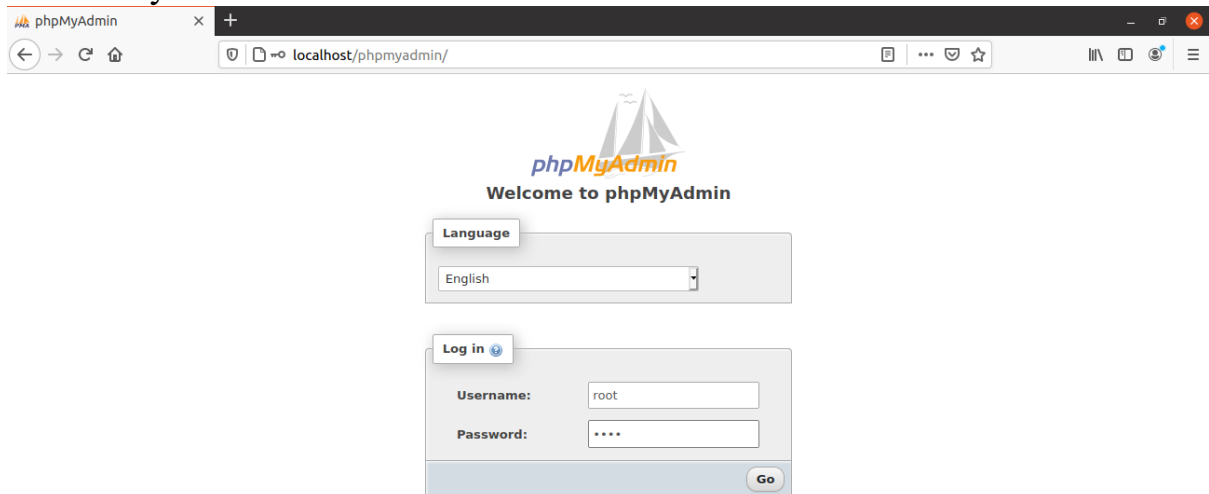 phpMyAdmin
localhost/phpmyadmin/
phpMyAdmin
Welcome to phpMyAdmin
Language
English
Log in
Username: root
Password: ••••
Go